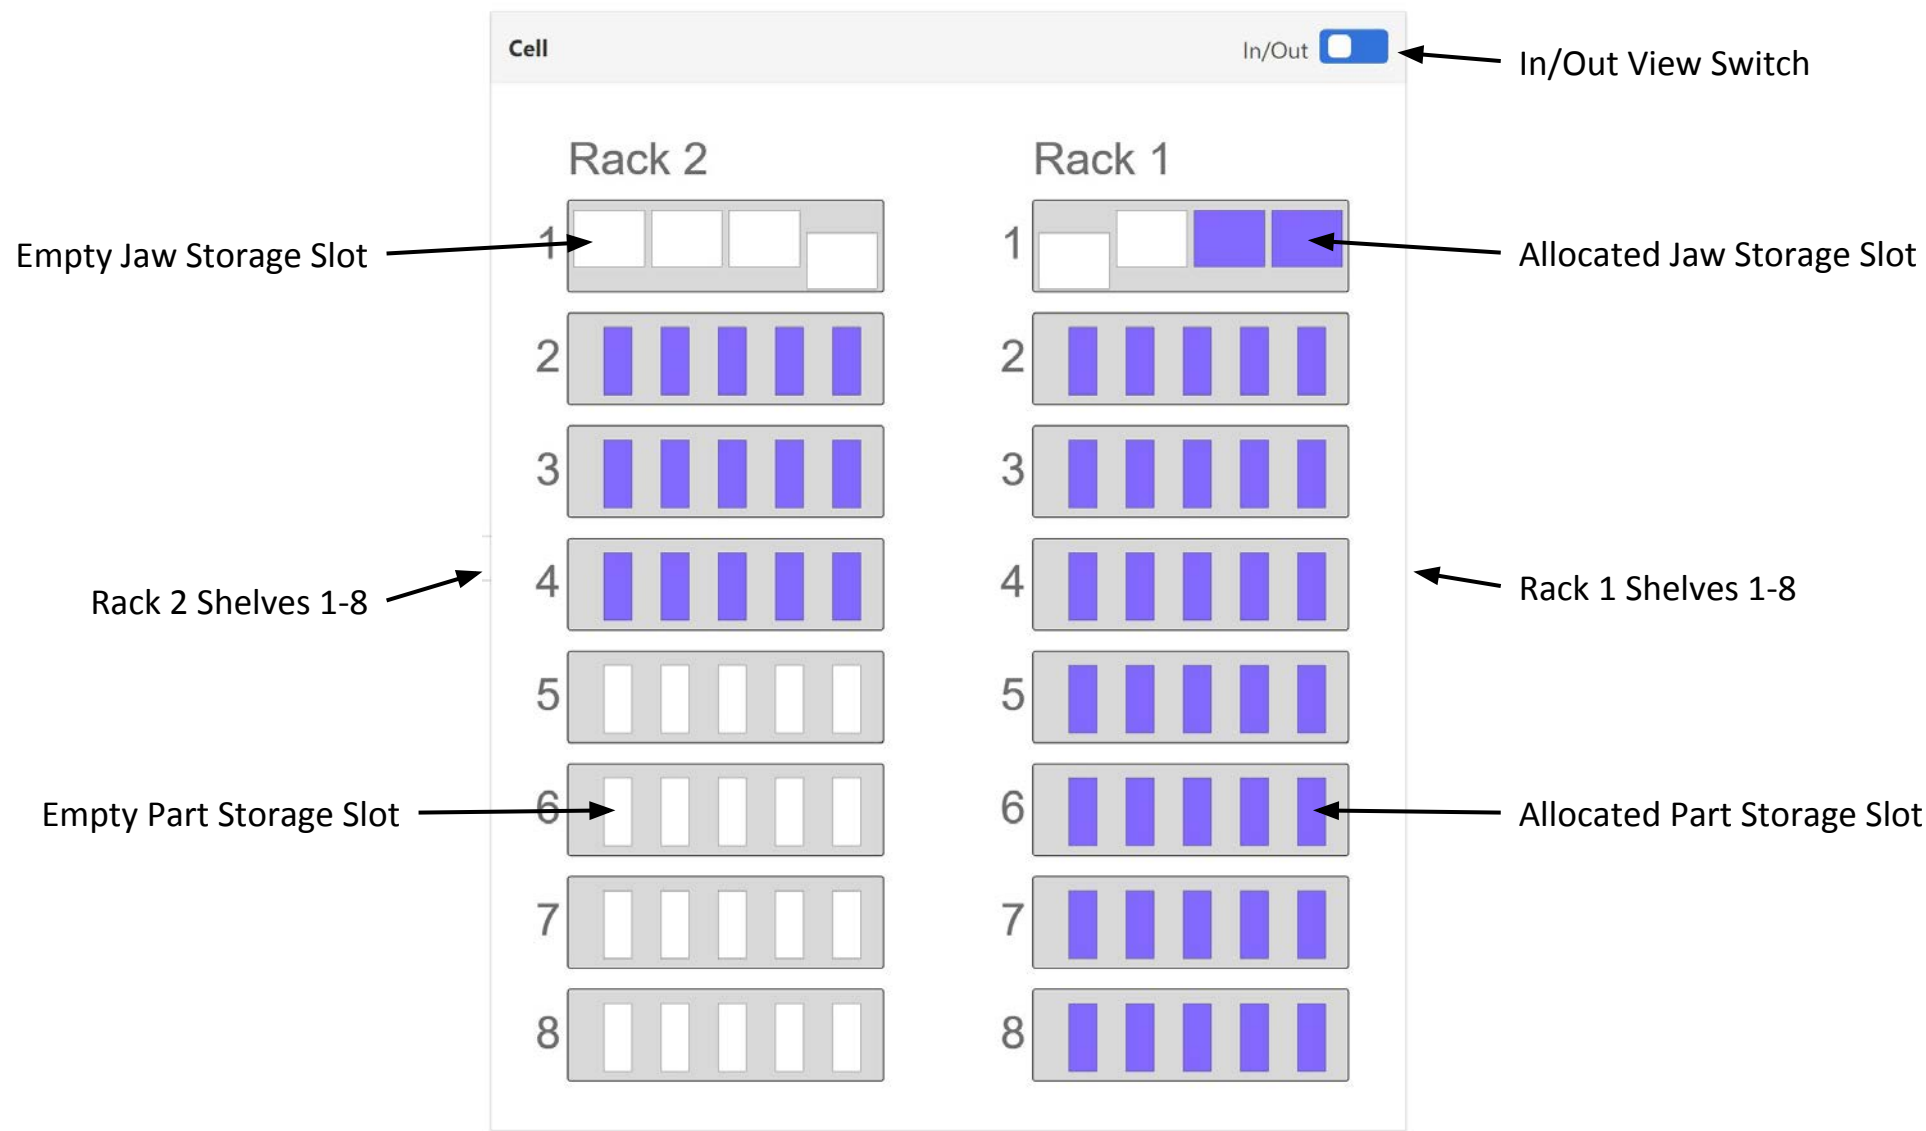 Cell
In/Out
In/Out View Switch
Rack 2
Rack 1
Empty Jaw Storage Slot
1
1
Allocated Jaw Storage Slot
2
2
3
3
Rack 2 Shelves 1-8
4
4
Rack 1 Shelves 1-8
5
5
Empty Part Storage Slot
6
6
Allocated Part Storage Slot
7
7
8
8